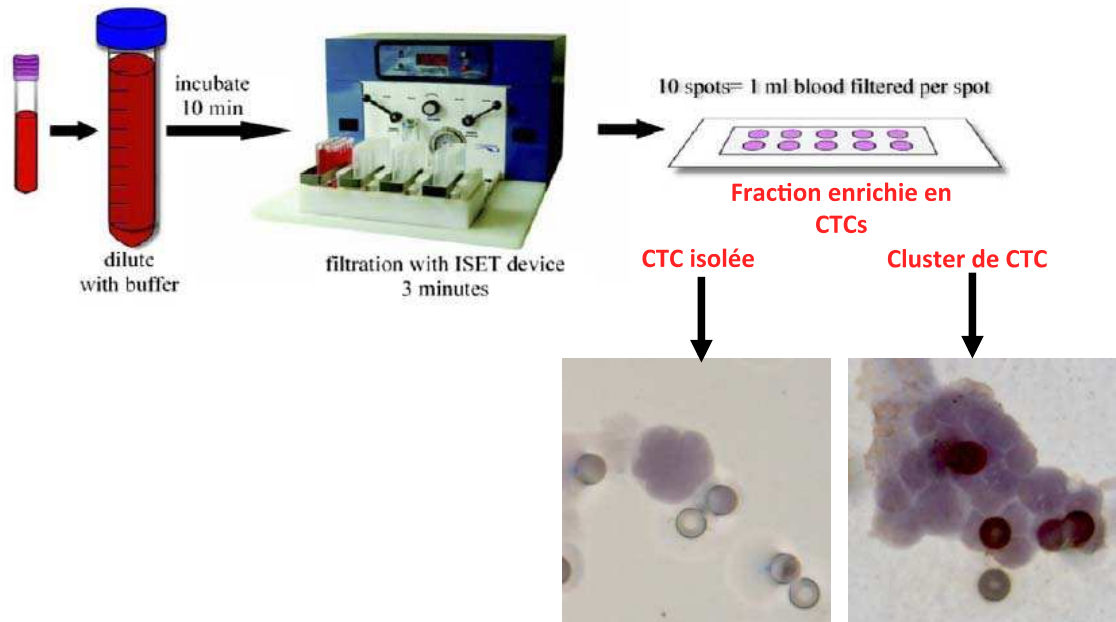 incubate
10 min
dilute
with buffer
filtration with ISET device
3 minutes
10 spots= 1 ml blood filtered per spot
Fraction enrichie en
CTCs
CTC isolée
Cluster de CTC